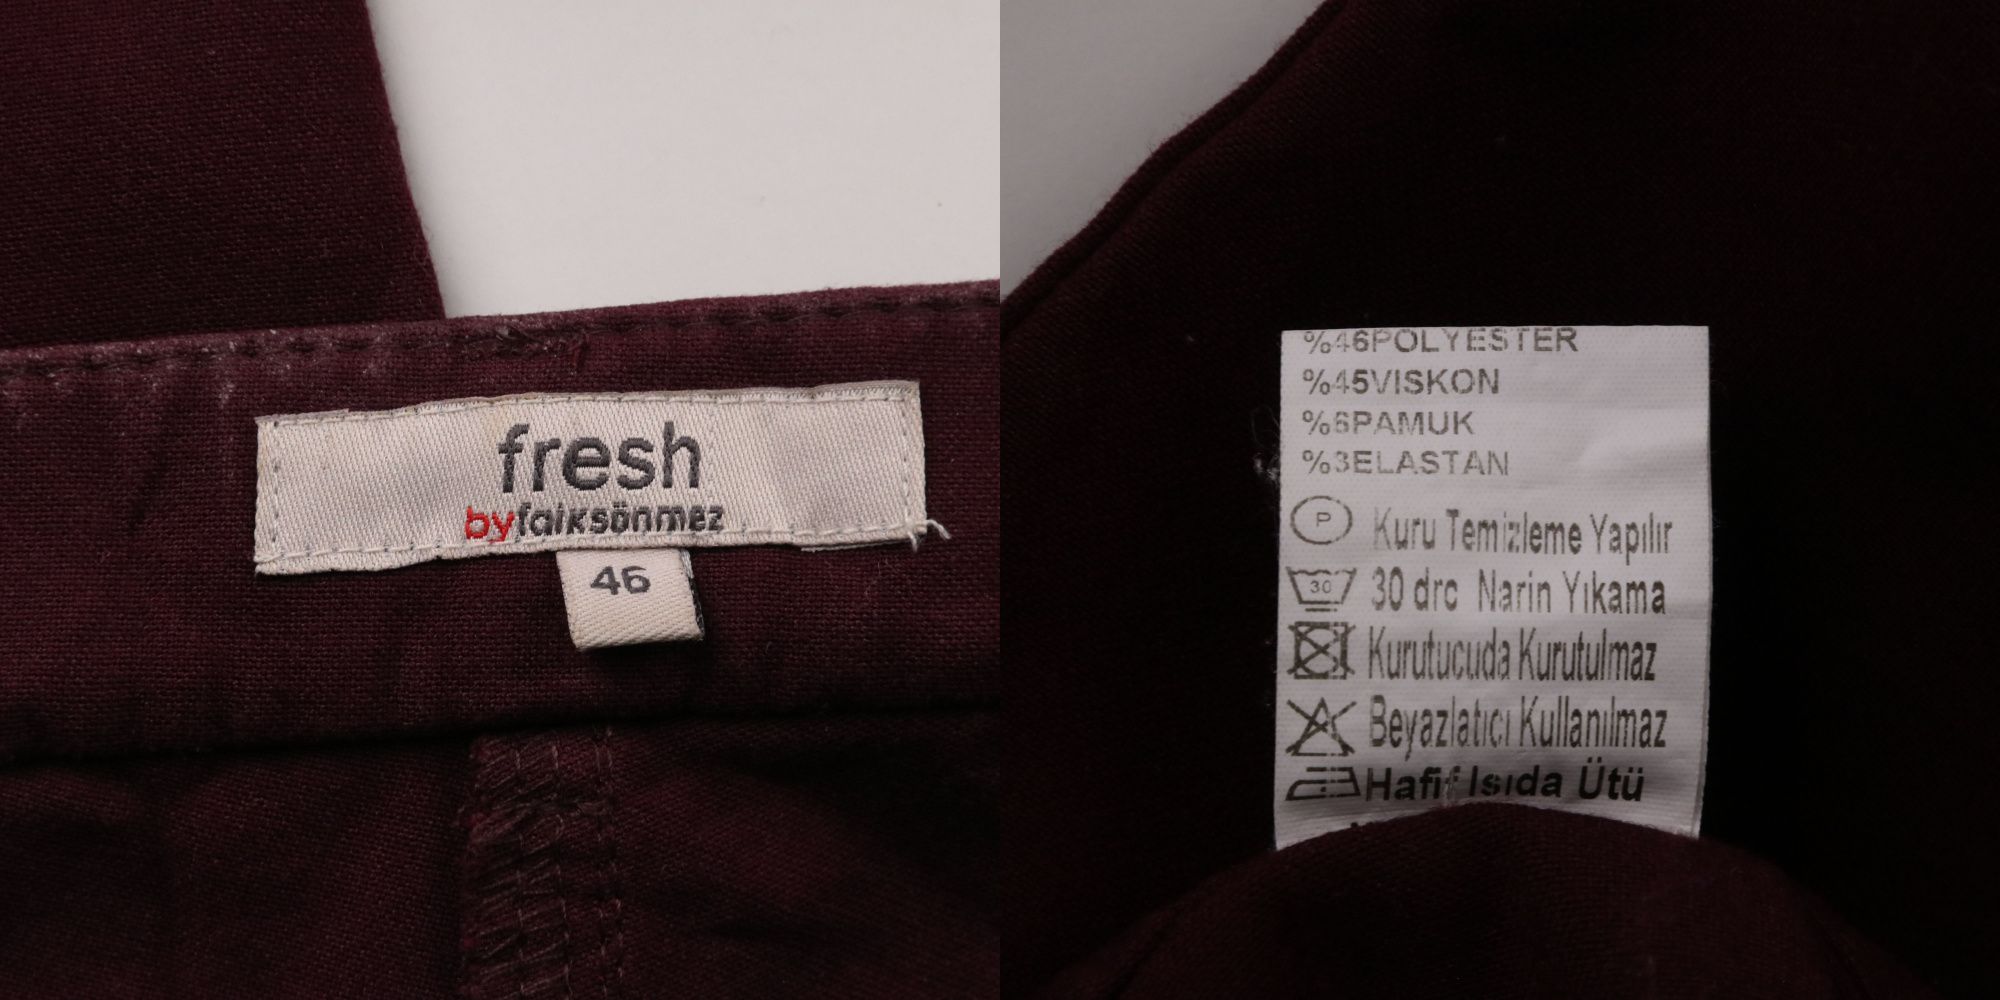 fresh
byfaiksönmez
46
%46POLYESTER
%45VISKON
%6PAMUK
%3ELASTAN
P Kuru Temizleme Yapılır
30 30 drc Narin Yıkama
Kurutucuda Kurutulmaz
Beyazlatıcı Kullanılmaz
Hafif Isıda Ütü